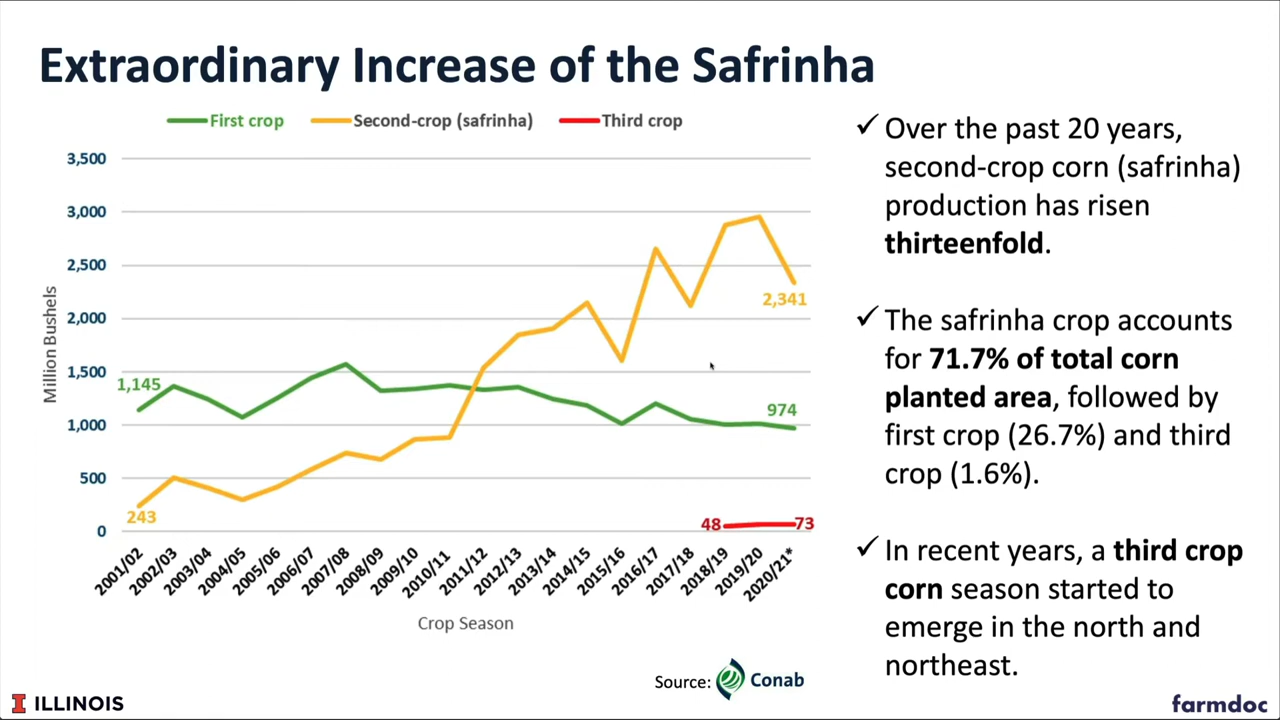 Extraordinary Increase of the Safrinha
First crop
Second-crop (safrinha)
Third crop
3,500
3,000
2,500
2,000
1,500
1,000
500
0
Million Bushels
1,145
243
2,341
974
48
73
2001/02
2002/03
2003/04
2004/05
2005/06
2006/07
2007/08
2008/09
2009/10
2010/11
2011/12
2012/13
2013/14
2014/15
2015/16
2016/17
2017/18
2018/19
2019/20
2020/21*
Crop Season
✓ Over the past 20 years,
second-crop corn (safrinha)
production has risen
thirteenfold.
✓ The safrinha crop accounts
for 71.7% of total corn
planted area, followed by
first crop (26.7%) and third
crop (1.6%).
✓ In recent years, a third crop
corn season started to
emerge in the north and
northeast.
Source: Conab
I ILLINOIS
farmdoc